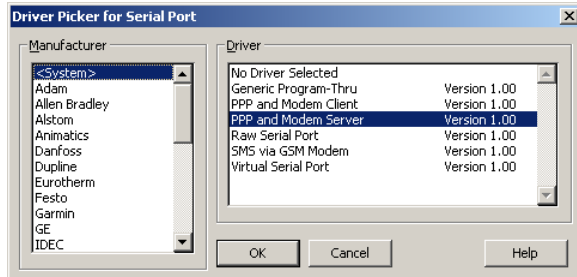 Driver Picker for Serial Port
Manufacturer
<System>
Adam
Allen Bradley
Alstom
Animatics
Danfoss
Dupline
Eurotherm
Festo
Garmin
GE
IDEC
Driver
No Driver Selected
Generic Program-Thru Version 1.00
PPP and Modem Client Version 1.00
PPP and Modem Server Version 1.00
Raw Serial Port Version 1.00
SMS via GSM Modem Version 1.00
Virtual Serial Port Version 1.00
OK Cancel Help